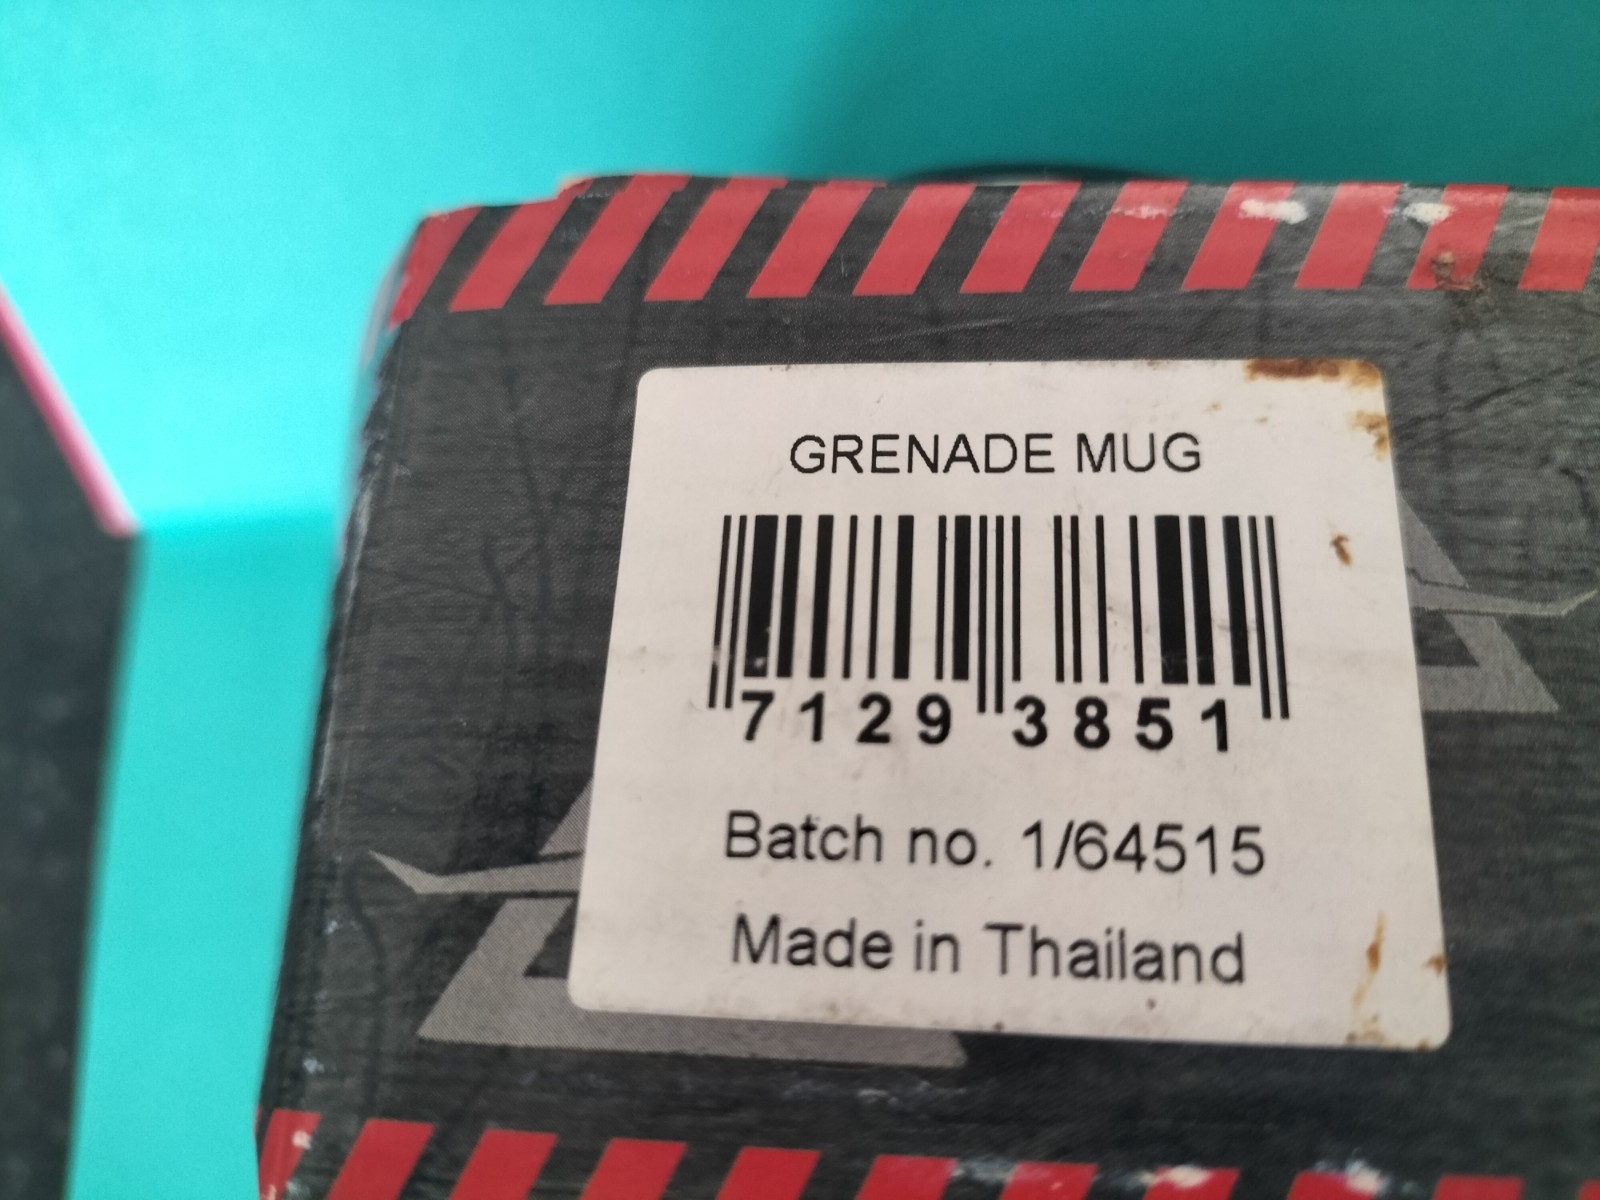 GRENADE MUG
7129 3851
Batch no. 1/64515
Made in Thailand